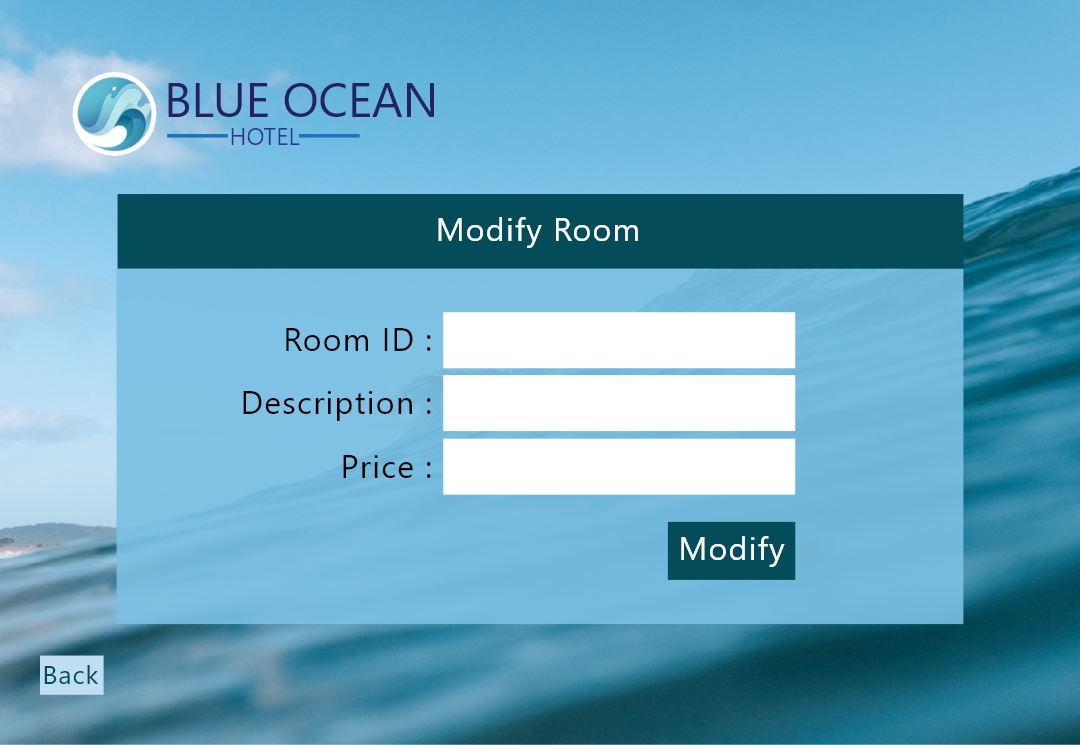 BLUE OCEAN
HOTEL
Modify Room
Room ID :
Description :
Price :
Modify
Back